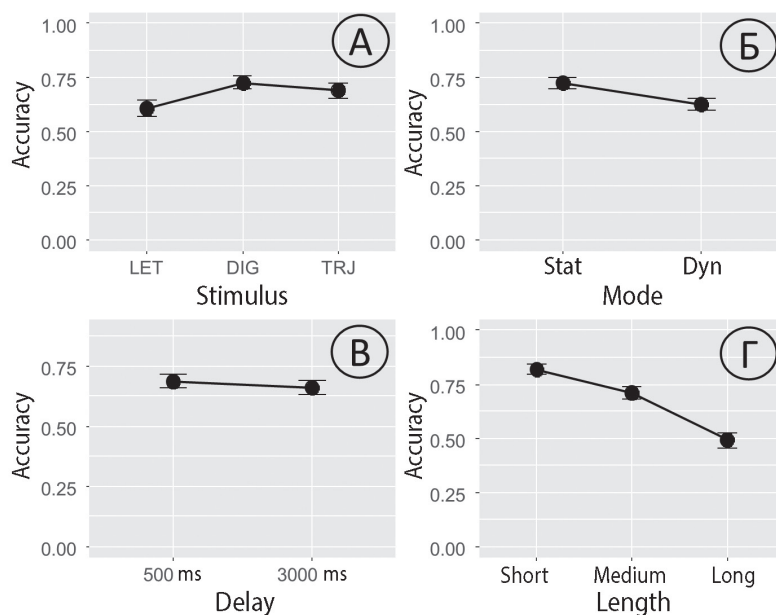 А
1.00
0.75
0.50
0.25
0.00
Accuracy
LET DIG TRJ
Stimulus
Б
1.00
0.75
0.50
0.25
0.00
Accuracy
Stat Dyn
Mode
В
0.75
0.50
0.25
0.00
Accuracy
500 ms 3000 ms
Delay
Г
1.00
0.75
0.50
0.25
0.00
Accuracy
Short Medium Long
Length